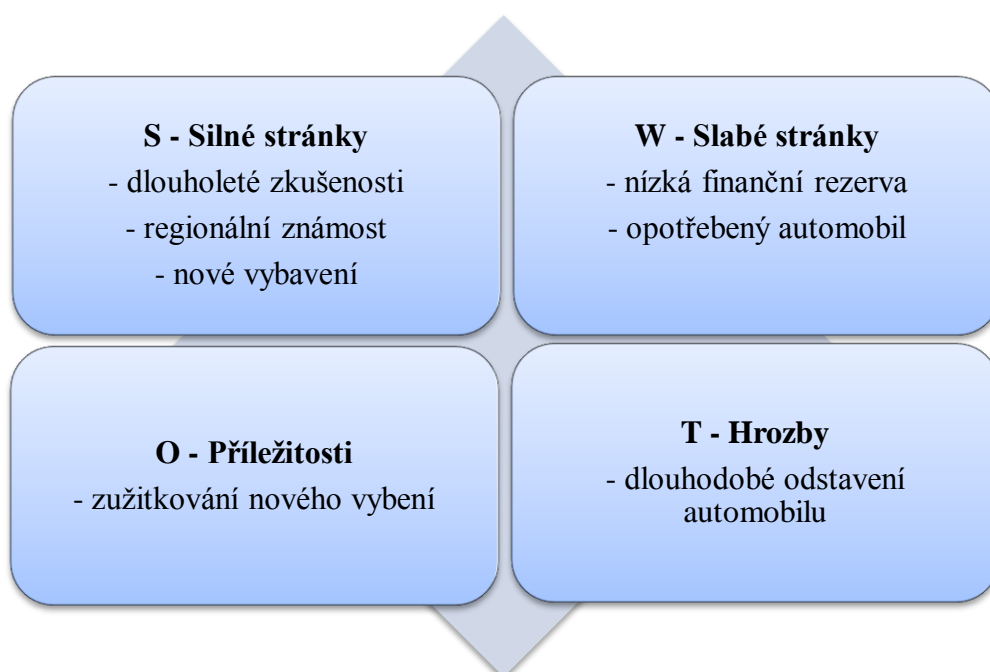 S - Silné stránky
- dlouholeté zkušenosti
- regionální známost
- nové vybavení
W - Slabé stránky
- nízká finanční rezerva
- opotřebený automobil
O - Příležitosti
- zužitkování nového vybení
T - Hrozby
- dlouhodobé odstavení
automobilu